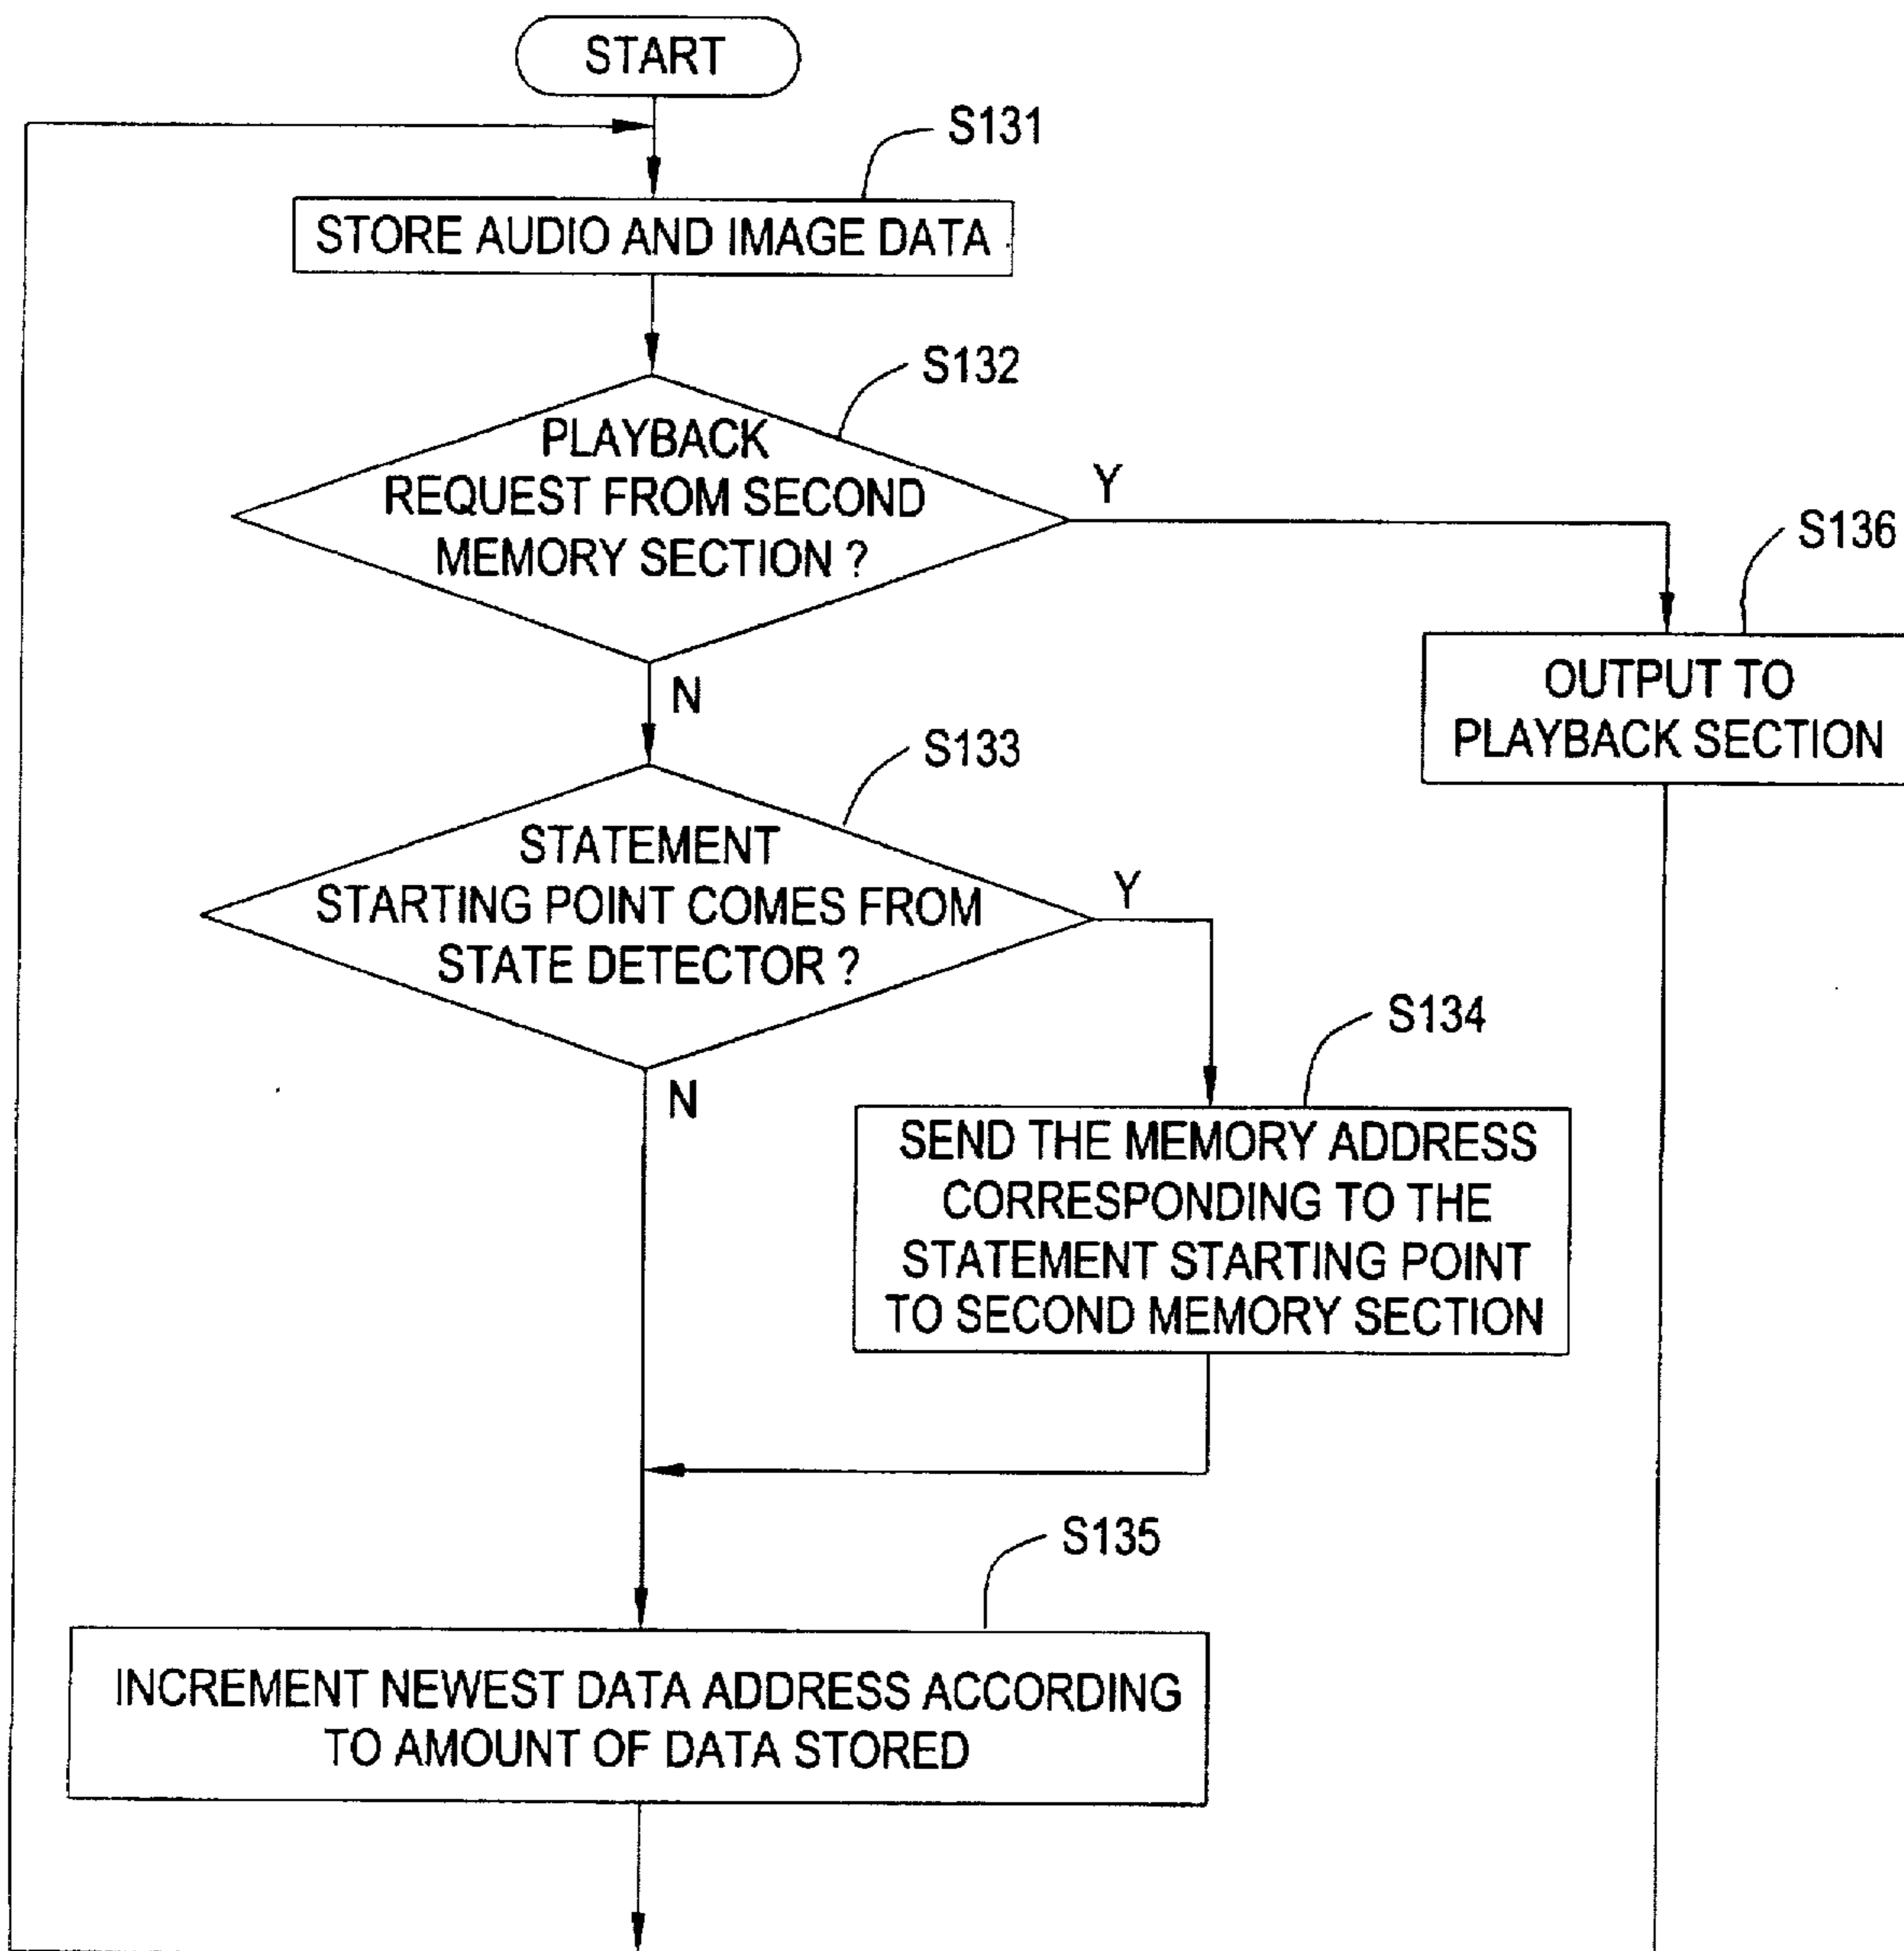 START
S131
STORE AUDIO AND IMAGE DATA
S132
PLAYBACK
REQUEST FROM SECOND
MEMORY SECTION ?
Y
S136
OUTPUT TO
PLAYBACK SECTION
N
S133
STATEMENT
STARTING POINT COMES FROM
STATE DETECTOR ?
Y
S134
N
SEND THE MEMORY ADDRESS
CORRESPONDING TO THE
STATEMENT STARTING POINT
TO SECOND MEMORY SECTION
S135
INCREMENT NEWEST DATA ADDRESS ACCORDING
TO AMOUNT OF DATA STORED